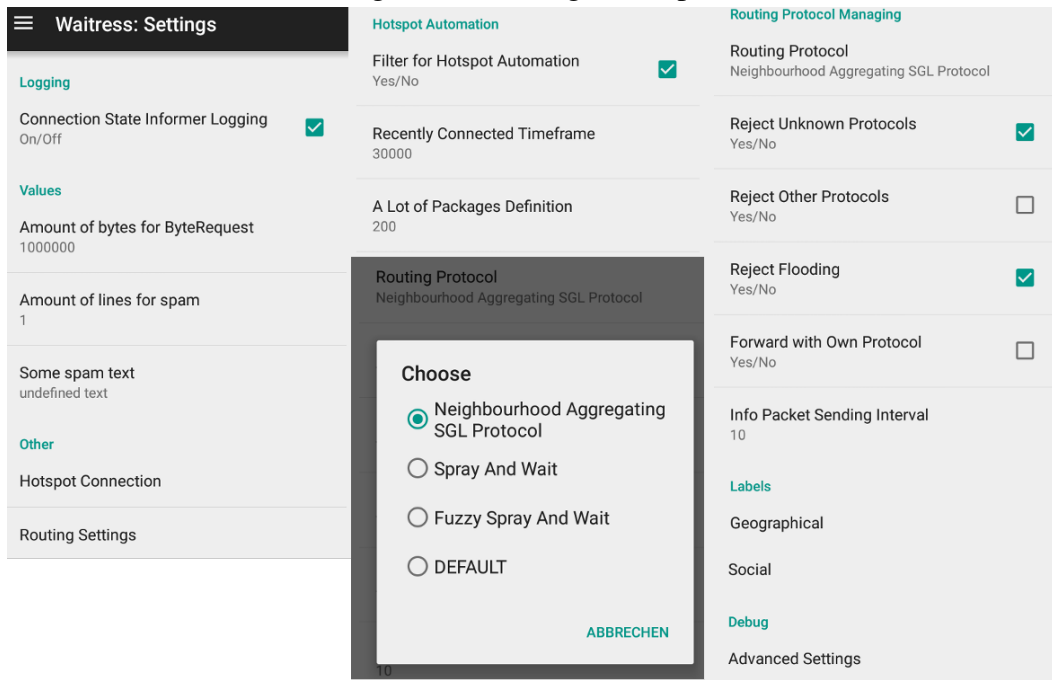 Waitress: Settings
Logging
Connection State Informer Logging
On/Off
Values
Amount of bytes for ByteRequest
1000000
Amount of lines for spam
1
Some spam text
undefined text
Other
Hotspot Connection
Routing Settings
Hotspot Automation
Filter for Hotspot Automation
Yes/No
Recently Connected Timeframe
30000
A Lot of Packages Definition
200
Routing Protocol
Neighbourhood Aggregating SGL Protocol
Choose
Neighbourhood Aggregating
SGL Protocol
Spray And Wait
Fuzzy Spray And Wait
DEFAULT
ABBRECHEN
10
Routing Protocol Managing
Routing Protocol
Neighbourhood Aggregating SGL Protocol
Reject Unknown Protocols
Yes/No
Reject Other Protocols
Yes/No
Reject Flooding
Yes/No
Forward with Own Protocol
Yes/No
Info Packet Sending Interval
10
Labels
Geographical
Social
Debug
Advanced Settings